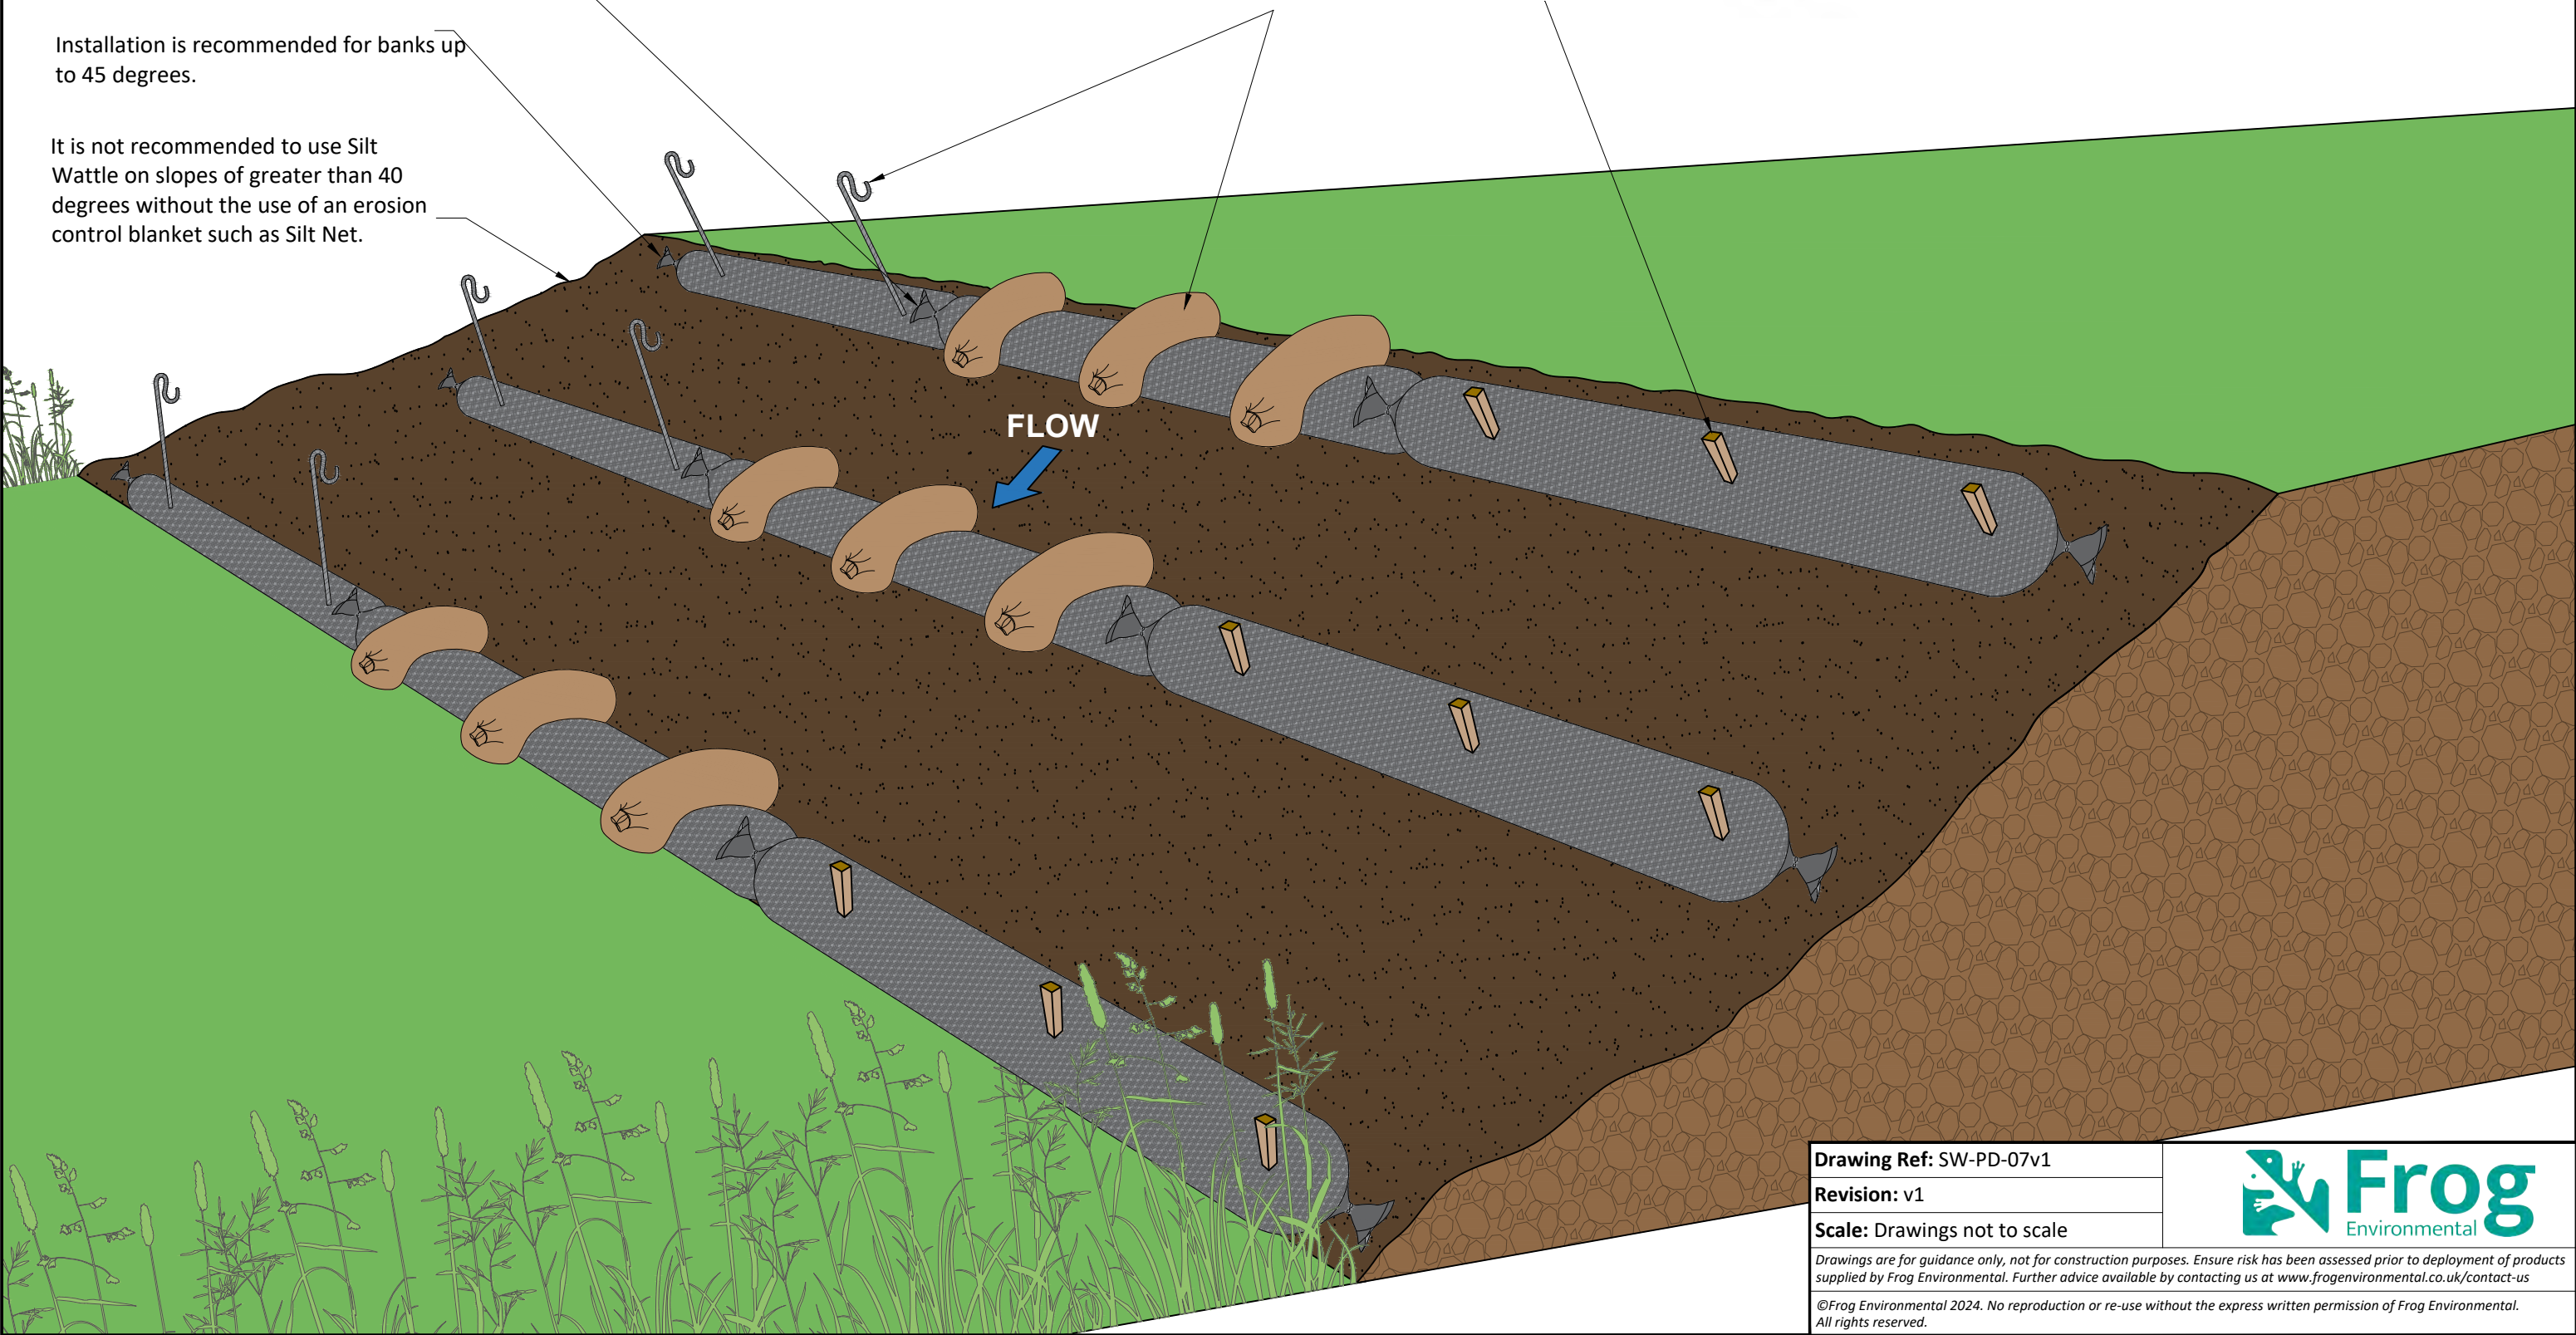 Installation is recommended for banks up
to 45 degrees.
It is not recommended to use Silt
Wattle on slopes of greater than 40
degrees without the use of an erosion
control blanket such as Silt Net.
FLOW
Drawing Ref: SW-PD-07v1
Revision: v1
Scale: Drawings not to scale
Frog
Environmental
Drawings are for guidance only, not for construction purposes. Ensure risk has been assessed prior to deployment of products
supplied by Frog Environmental. Further advice available by contacting us at www.frogenvironmental.co.uk/contact-us
©Frog Environmental 2024. No reproduction or re-use without the express written permission of Frog Environmental.
All rights reserved.